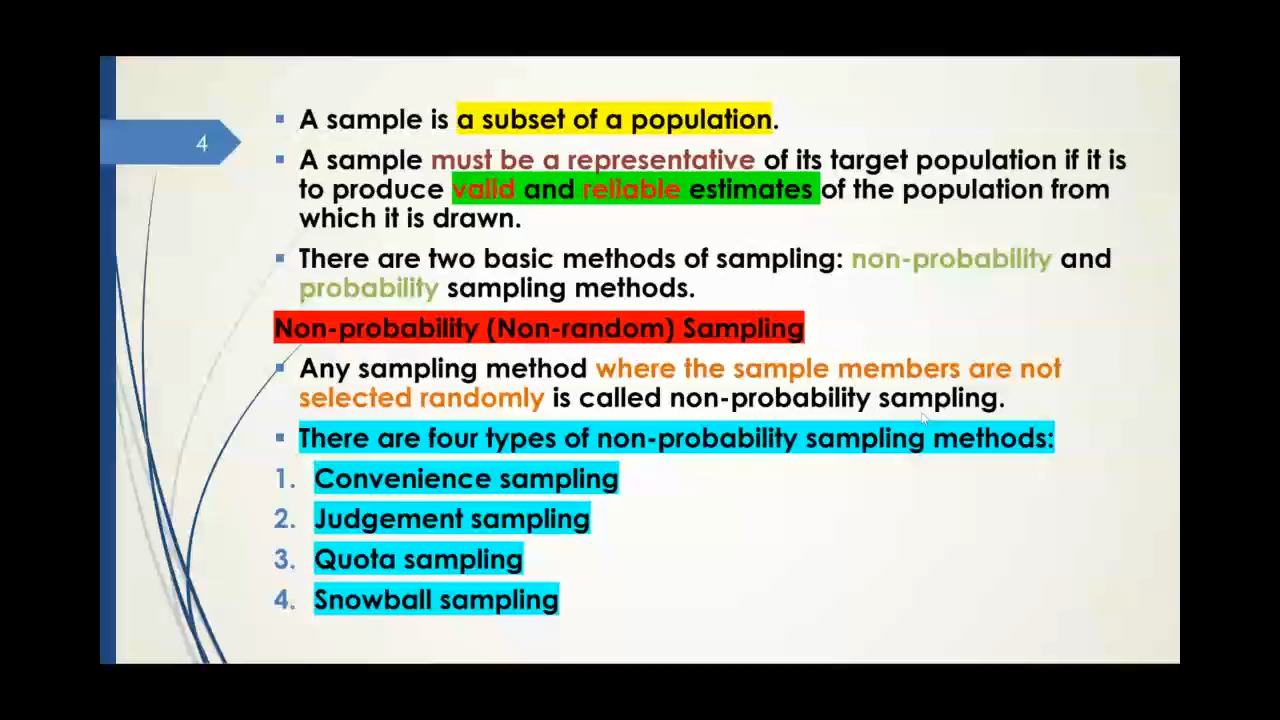 4
▪ A sample is a subset of a population.
▪ A sample must be a representative of its target population if it is
to produce valid and reliable estimates of the population from
which it is drawn.
▪ There are two basic methods of sampling: non-probability and
probability sampling methods.
Non-probability (Non-random) Sampling
▪ Any sampling method where the sample members are not
selected randomly is called non-probability sampling.
▪ There are four types of non-probability sampling methods:
1. Convenience sampling
2. Judgement sampling
3. Quota sampling
4. Snowball sampling